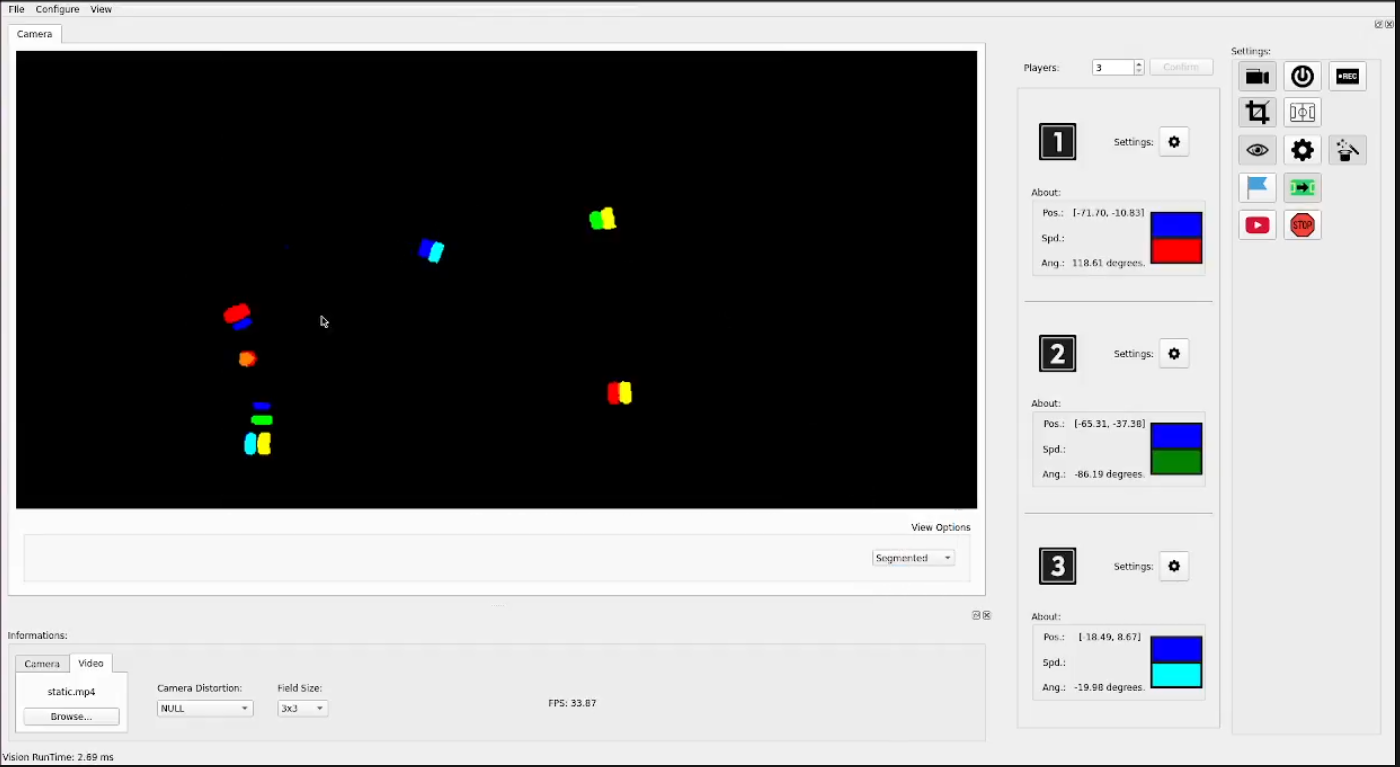 File Configure View
Camera
Players: 3 Confirm
Settings:
REC
1 Settings:
About:
Pos.: [-71.70, -10.83]
Spd.:
Ang.: 118.61 degrees.
2 Settings:
About:
Pos.: [-65.31, -37.38]
Spd.:
Ang.: -86.19 degrees.
3 Settings:
About:
Pos.: [-18.49, 8.67]
Spd.:
Ang.: -19.98 degrees.
STOP
View Options
Segmented
Informations:
Camera Video
static.mp4
Browse...
Camera Distortion:
NULL
Field Size:
3x3
FPS: 33.87
Vision RunTime: 2.69 ms